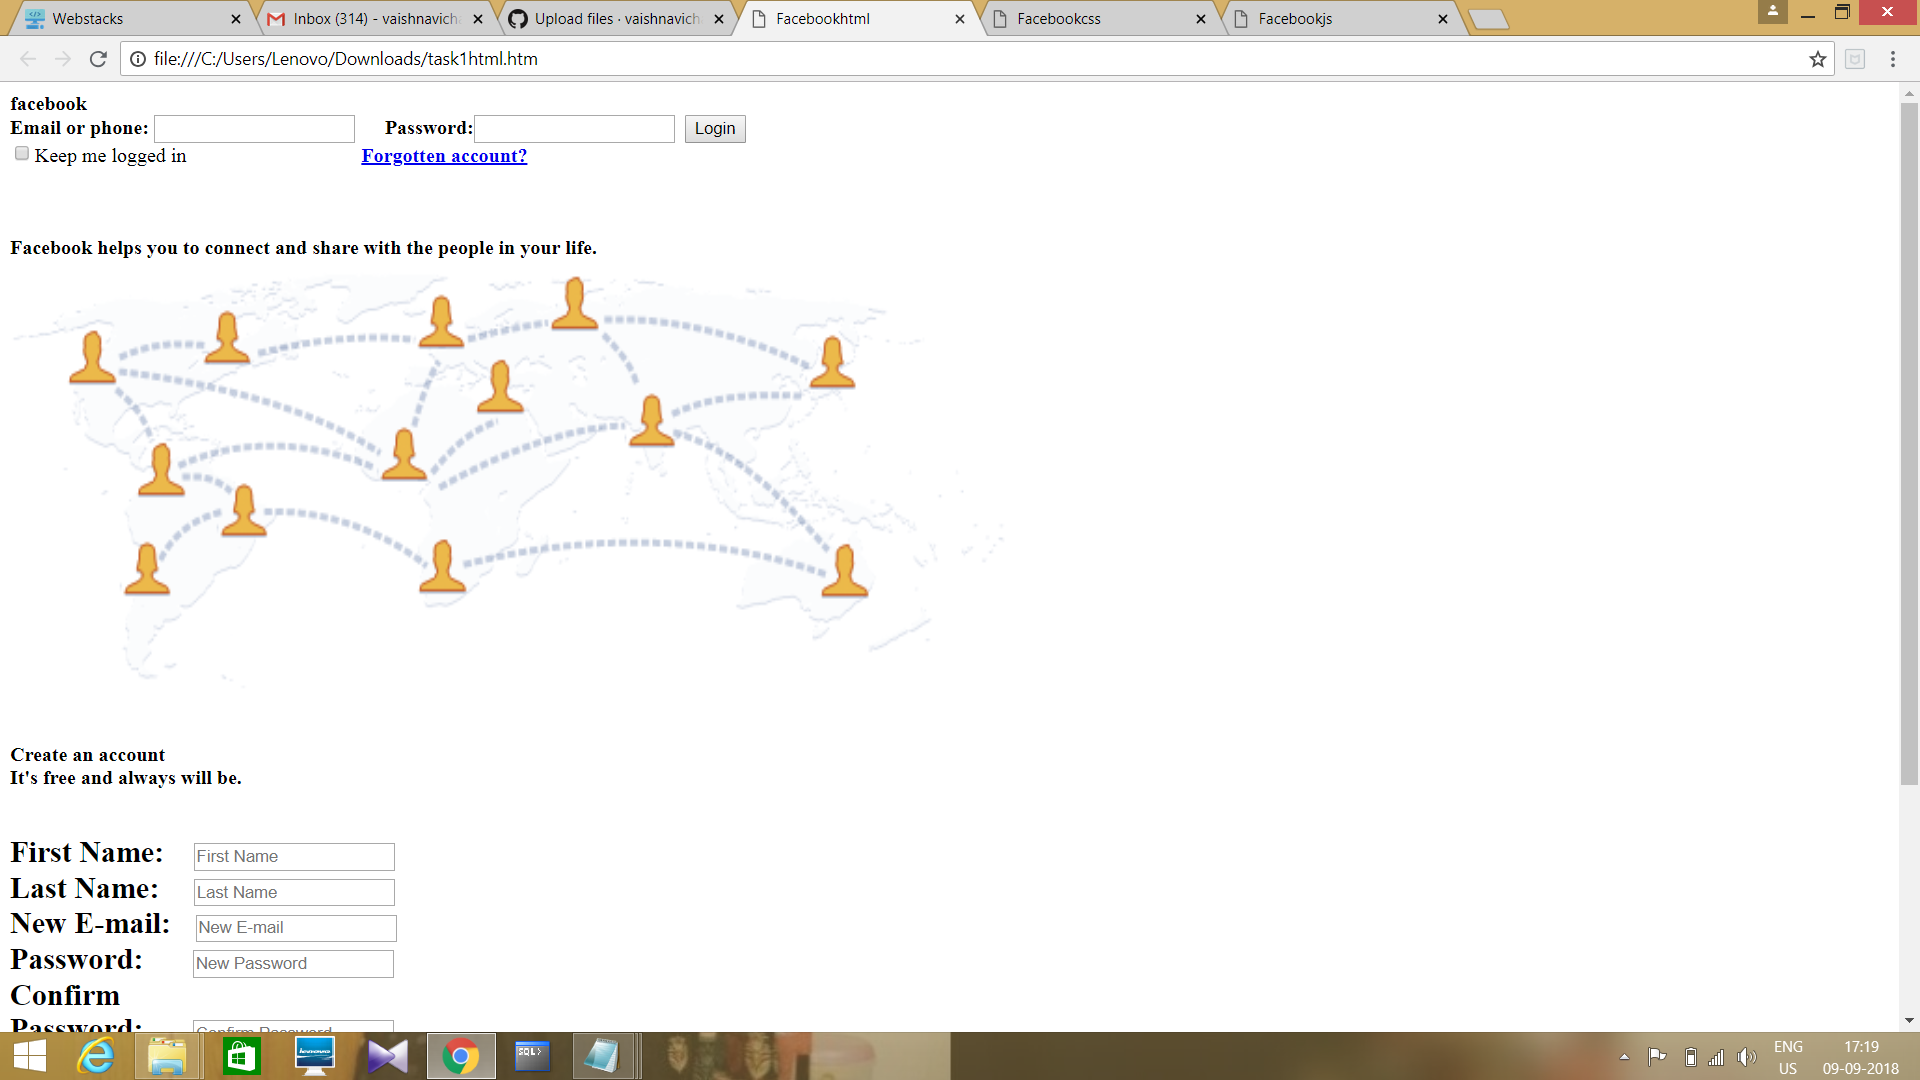 Webstacks
Inbox (314) - vaishnavich
Upload files · vaishnavich
Facebookhtml
Facebookcss
Facebookjs
file:///C:/Users/Lenovo/Downloads/task1html.htm
facebook
Email or phone: Password: Login
Keep me logged in Forgotten account?
Facebook helps you to connect and share with the people in your life.
Create an account
It's free and always will be.
First Name: First Name
Last Name: Last Name
New E-mail: New E-mail
Password: New Password
Confirm
Password: Confirm Password
SQL>
ENG 17:19
US 09-09-2018